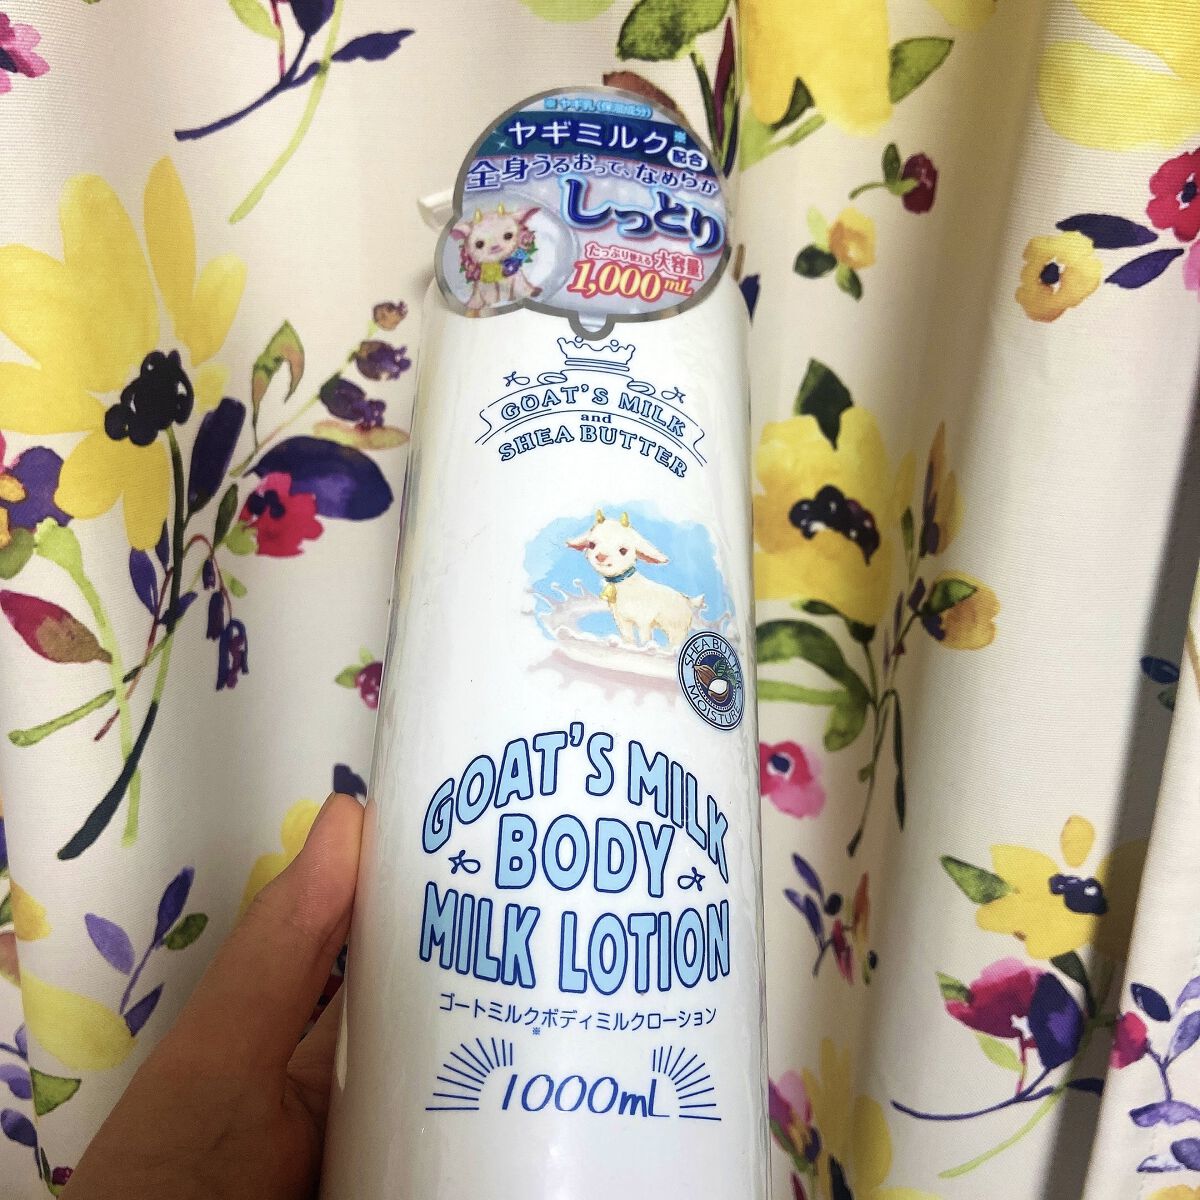 ※ヤギ乳(保湿成分)
ヤギミルク※
配合
全身うるおって、なめらか
しっとり
たっぷり使える大容量
1,000mL
GOAT'S MILK
and
SHEA BUTTER
SHEA BUTTER
MOISTURE
GOAT'S MILK
BODY
MILK LOTION
ゴートミルクボディミルクローション
※
1000mL